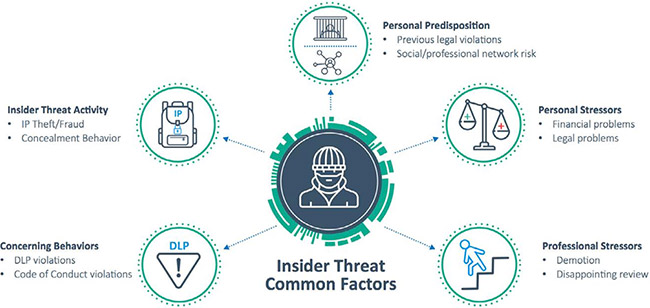 Personal Predisposition
• Previous legal violations
• Social/professional network risk
Insider Threat Activity
• IP Theft/Fraud
• Concealment Behavior
IP
Personal Stressors
• Financial problems
• Legal problems
Concerning Behaviors
• DLP violations
• Code of Conduct violations
DLP
Insider Threat
Common Factors
Professional Stressors
• Demotion
• Disappointing review